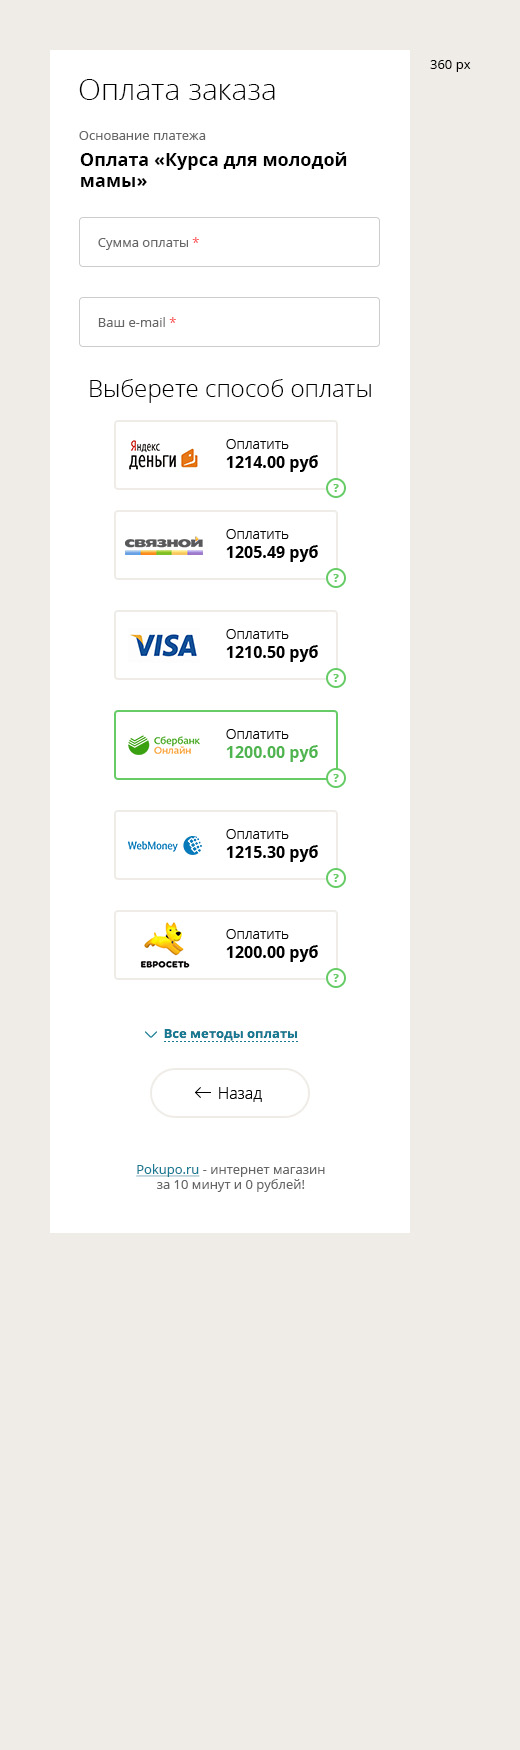 360 px
Оплата заказа
Основание платежа
Оплата «Курса для молодой
мамы»
Сумма оплаты *
Ваш e-mail *
Выберете способ оплаты
Яндекс
деньги
Оплатить
1214.00 руб
?
связной
Оплатить
1205.49 руб
?
VISA
Оплатить
1210.50 руб
?
Сбербанк
Онлайн
Оплатить
1200.00 руб
?
WebMoney
Оплатить
1215.30 руб
?
ЕВРОСЕТЬ
Оплатить
1200.00 руб
?
Все методы оплаты
Назад
Pokupo.ru - интернет магазин
за 10 минут и 0 рублей!